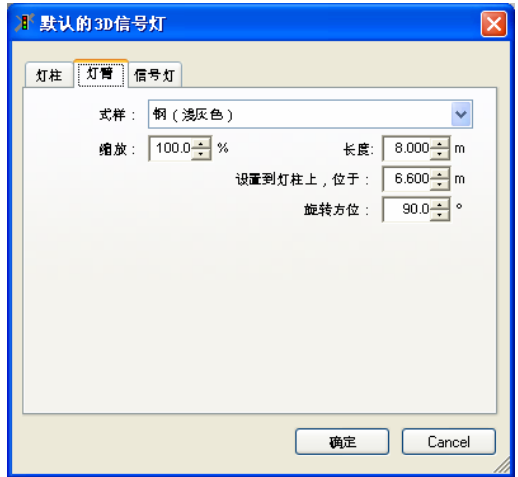 默认的3D信号灯
灯柱 灯臂 信号灯
式样： 钢（浅灰色）
缩放： 100.0 % 长度: 8.000 m
设置到灯柱上，位于： 6.600 m
旋转方位： 90.0 °
确定 Cancel